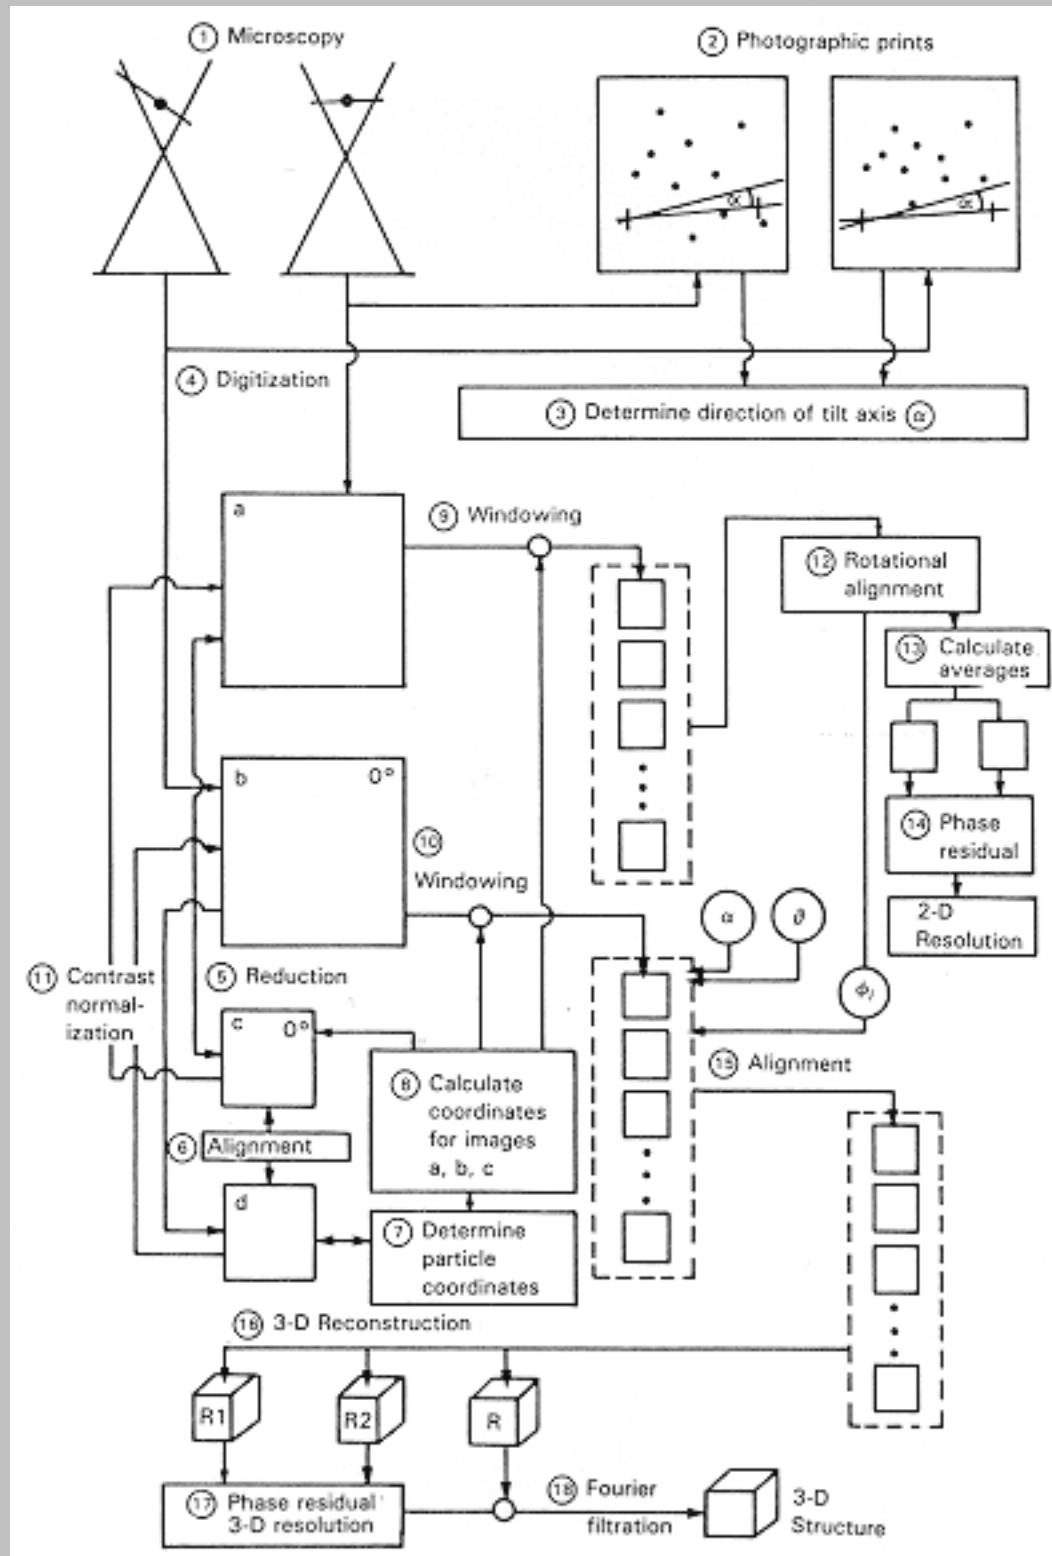 ① Microscopy
② Photographic prints
α
α
④ Digitization
③ Determine direction of tilt axis ⓐ
a
⑨ Windowing
⑫ Rotational
alignment
⑬ Calculate
averages
b 0°
⑩
Windowing
⑭ Phase
residual
2-D
Resolution
α
θ
ϕi
⑪ Contrast
normal-
ization
⑤ Reduction
c 0°
⑧ Calculate
coordinates
for images
a, b, c
⑮ Alignment
⑥ Alignment
d
⑦ Determine
particle
coordinates
⑯ 3-D Reconstruction
R1
R2
R
⑰ Phase residual
3-D resolution
⑱ Fourier
filtration
3-D
Structure